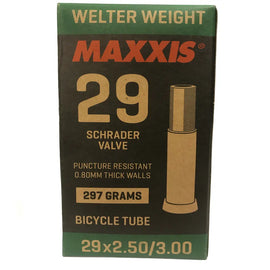 WELTER WEIGHT
MAXXIS®
29
SCHRADER
VALVE
PUNCTURE RESISTANT
0.80MM THICK WALLS
297 GRAMS
BICYCLE TUBE
29x2.50/3.00